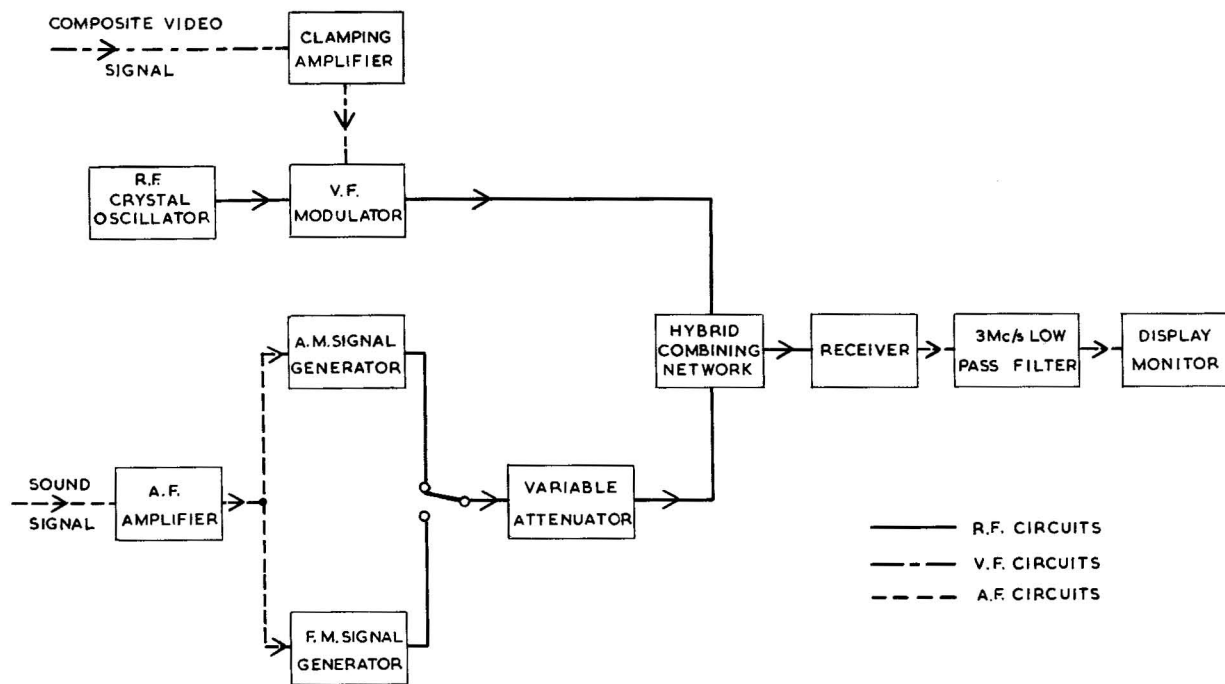 COMPOSITE VIDEO
SIGNAL
CLAMPING
AMPLIFIER
R.F.
CRYSTAL
OSCILLATOR
V.F.
MODULATOR
A.M. SIGNAL
GENERATOR
HYBRID
COMBINING
NETWORK
RECEIVER
3Mc/s LOW
PASS FILTER
DISPLAY
MONITOR
SOUND
SIGNAL
A.F.
AMPLIFIER
VARIABLE
ATTENUATOR
F.M. SIGNAL
GENERATOR
R.F. CIRCUITS
V.F. CIRCUITS
A.F. CIRCUITS